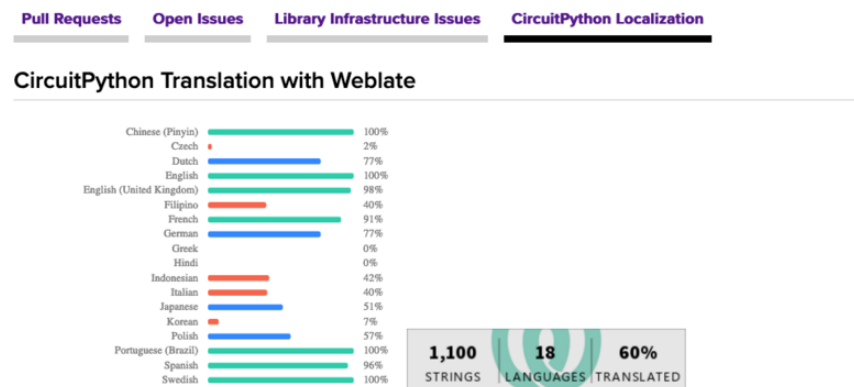 Pull Requests Open Issues Library Infrastructure Issues CircuitPython Localization
CircuitPython Translation with Weblate
Chinese (Pinyin) 100%
Czech 2%
Dutch 77%
English 100%
English (United Kingdom) 98%
Filipino 40%
French 91%
German 77%
Greek 0%
Hindi 0%
Indonesian 42%
Italian 40%
Japanese 51%
Korean 7%
Polish 57%
Portuguese (Brazil) 100%
Spanish 96%
Swedish 100%
1,100 18 60%
STRINGS LANGUAGES TRANSLATED